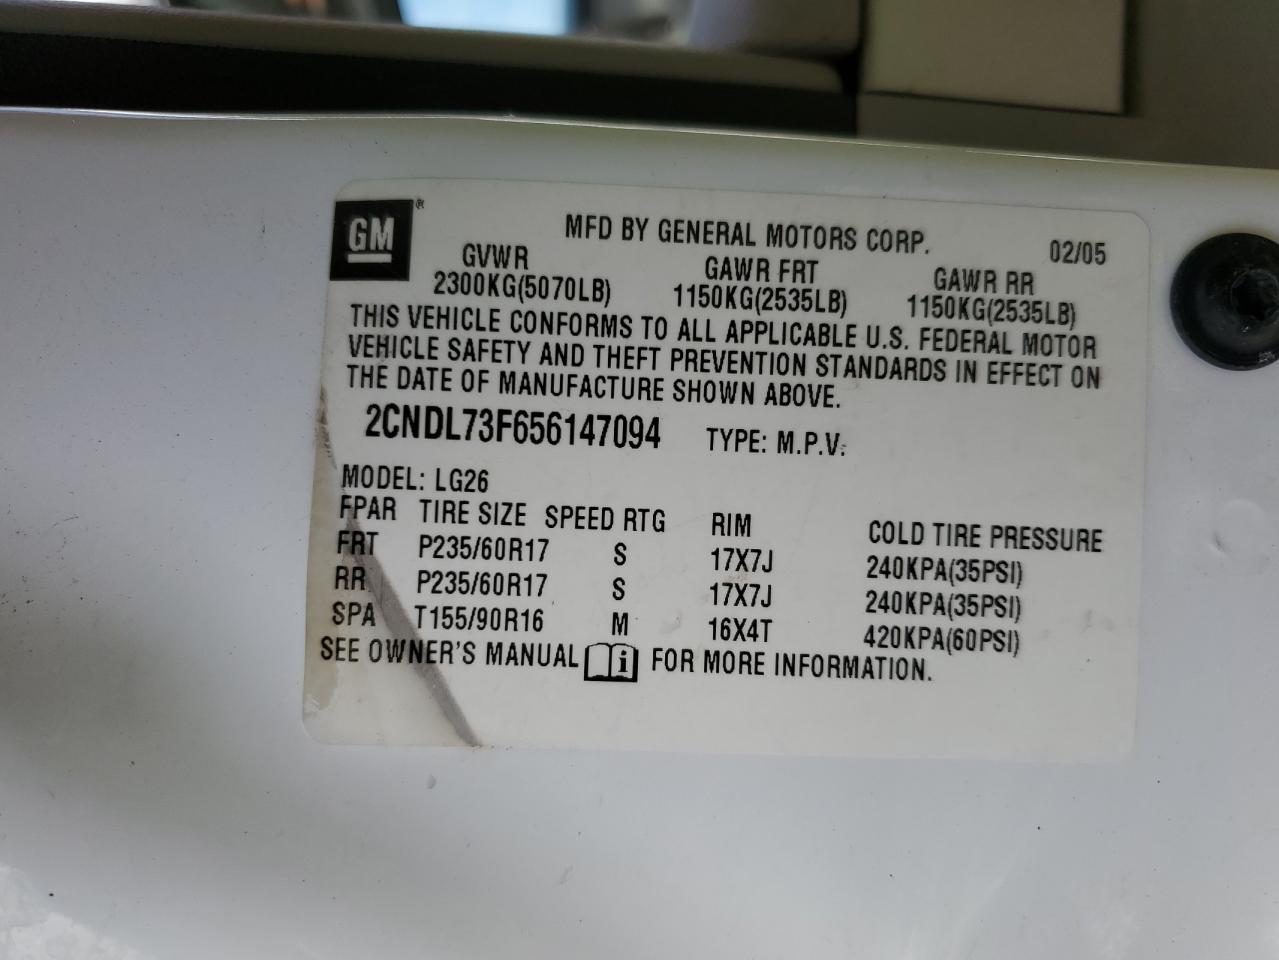 GM®
MFD BY GENERAL MOTORS CORP. 02/05
GVWR GAWR FRT GAWR RR
2300KG(5070LB) 1150KG(2535LB) 1150KG(2535LB)
THIS VEHICLE CONFORMS TO ALL APPLICABLE U.S. FEDERAL MOTOR
VEHICLE SAFETY AND THEFT PREVENTION STANDARDS IN EFFECT ON
THE DATE OF MANUFACTURE SHOWN ABOVE.
2CNDL73F656147094 TYPE: M.P.V.
MODEL: LG26
FPAR TIRE SIZE SPEED RTG RIM COLD TIRE PRESSURE
FRT P235/60R17 S 17X7J 240KPA(35PSI)
RR P235/60R17 S 17X7J 240KPA(35PSI)
SPA T155/90R16 M 16X4T 420KPA(60PSI)
SEE OWNER'S MANUAL i FOR MORE INFORMATION.